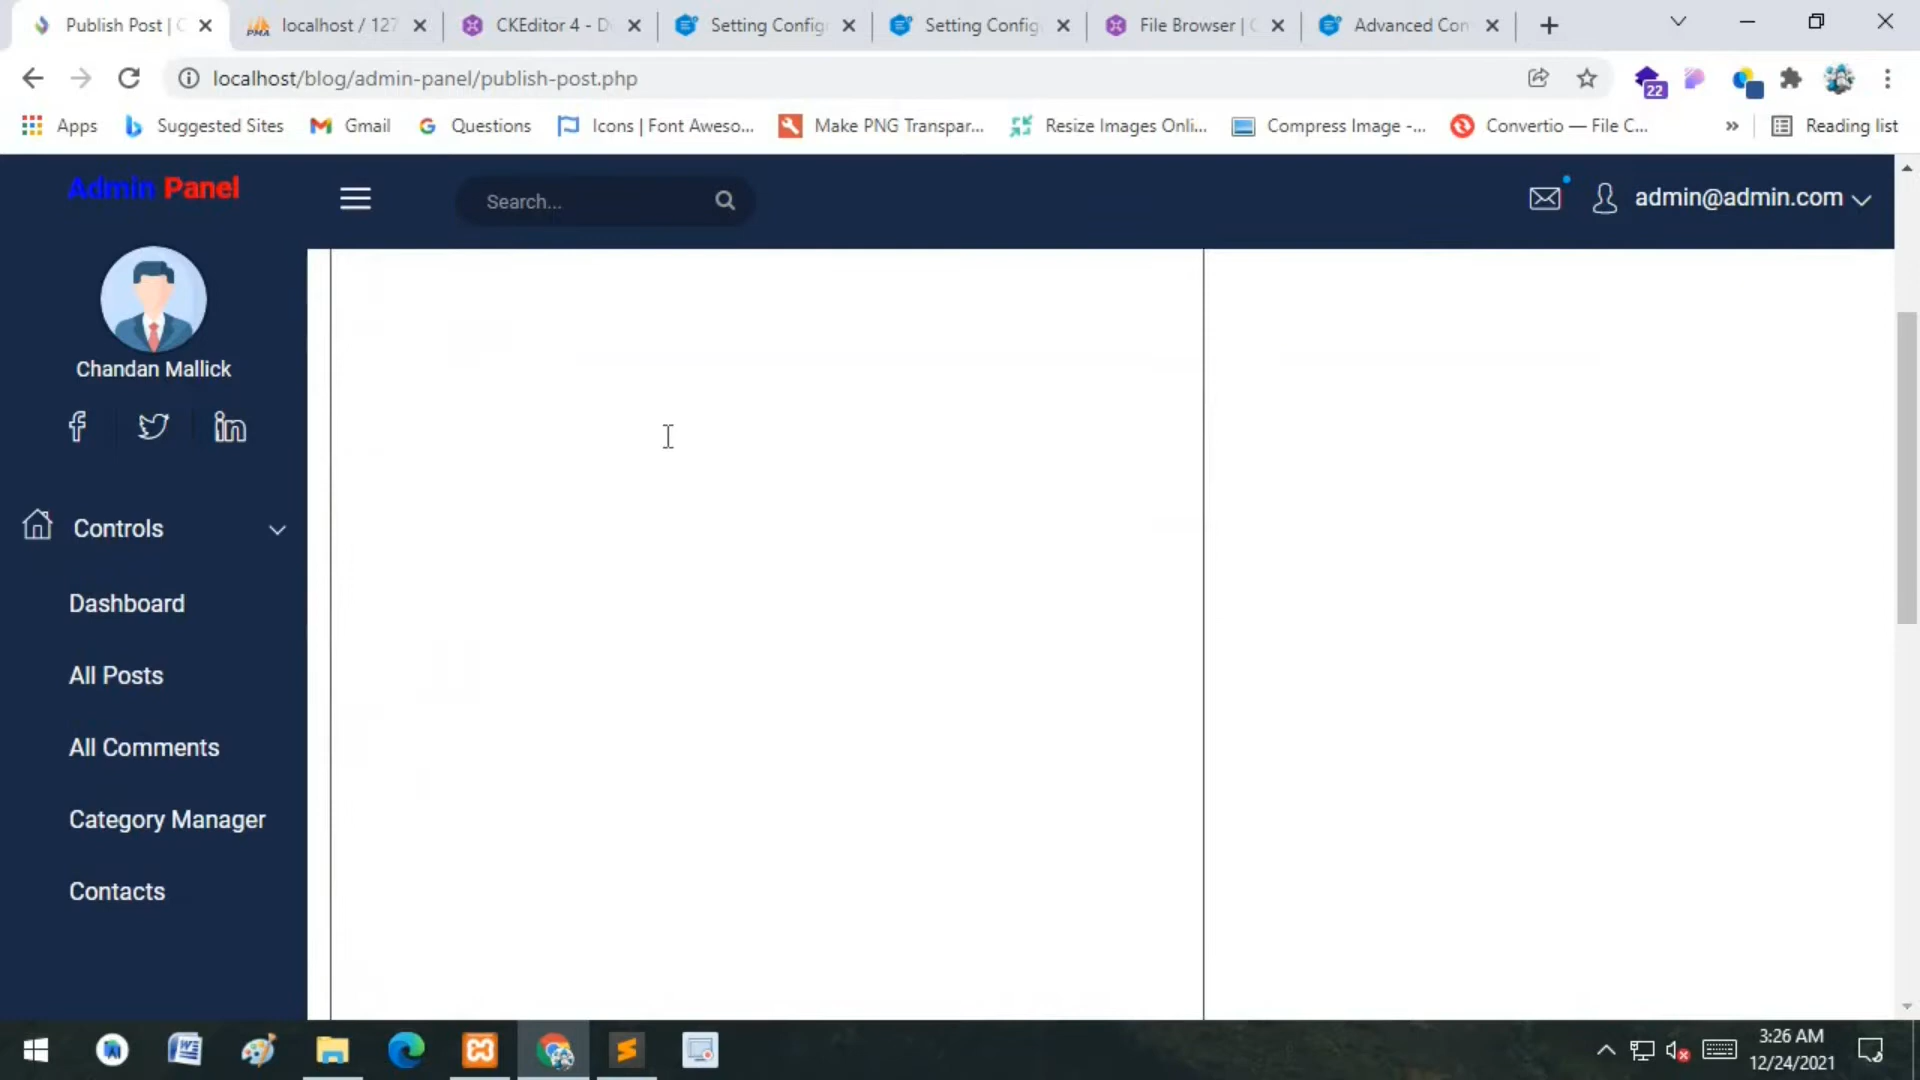 Publish Post | C
localhost / 127
CKEditor 4 - D
Setting Config
Setting Config
File Browser | C
Advanced Con
localhost/blog/admin-panel/publish-post.php
22
Apps
Suggested Sites
Gmail
Questions
Icons | Font Aweso...
Make PNG Transpar...
Resize Images Onli...
Compress Image -...
Convertio — File C...
»
Reading list
Admin Panel
Search...
admin@admin.com
Chandan Mallick
Controls
Dashboard
All Posts
All Comments
Category Manager
Contacts
3:26 AM
12/24/2021